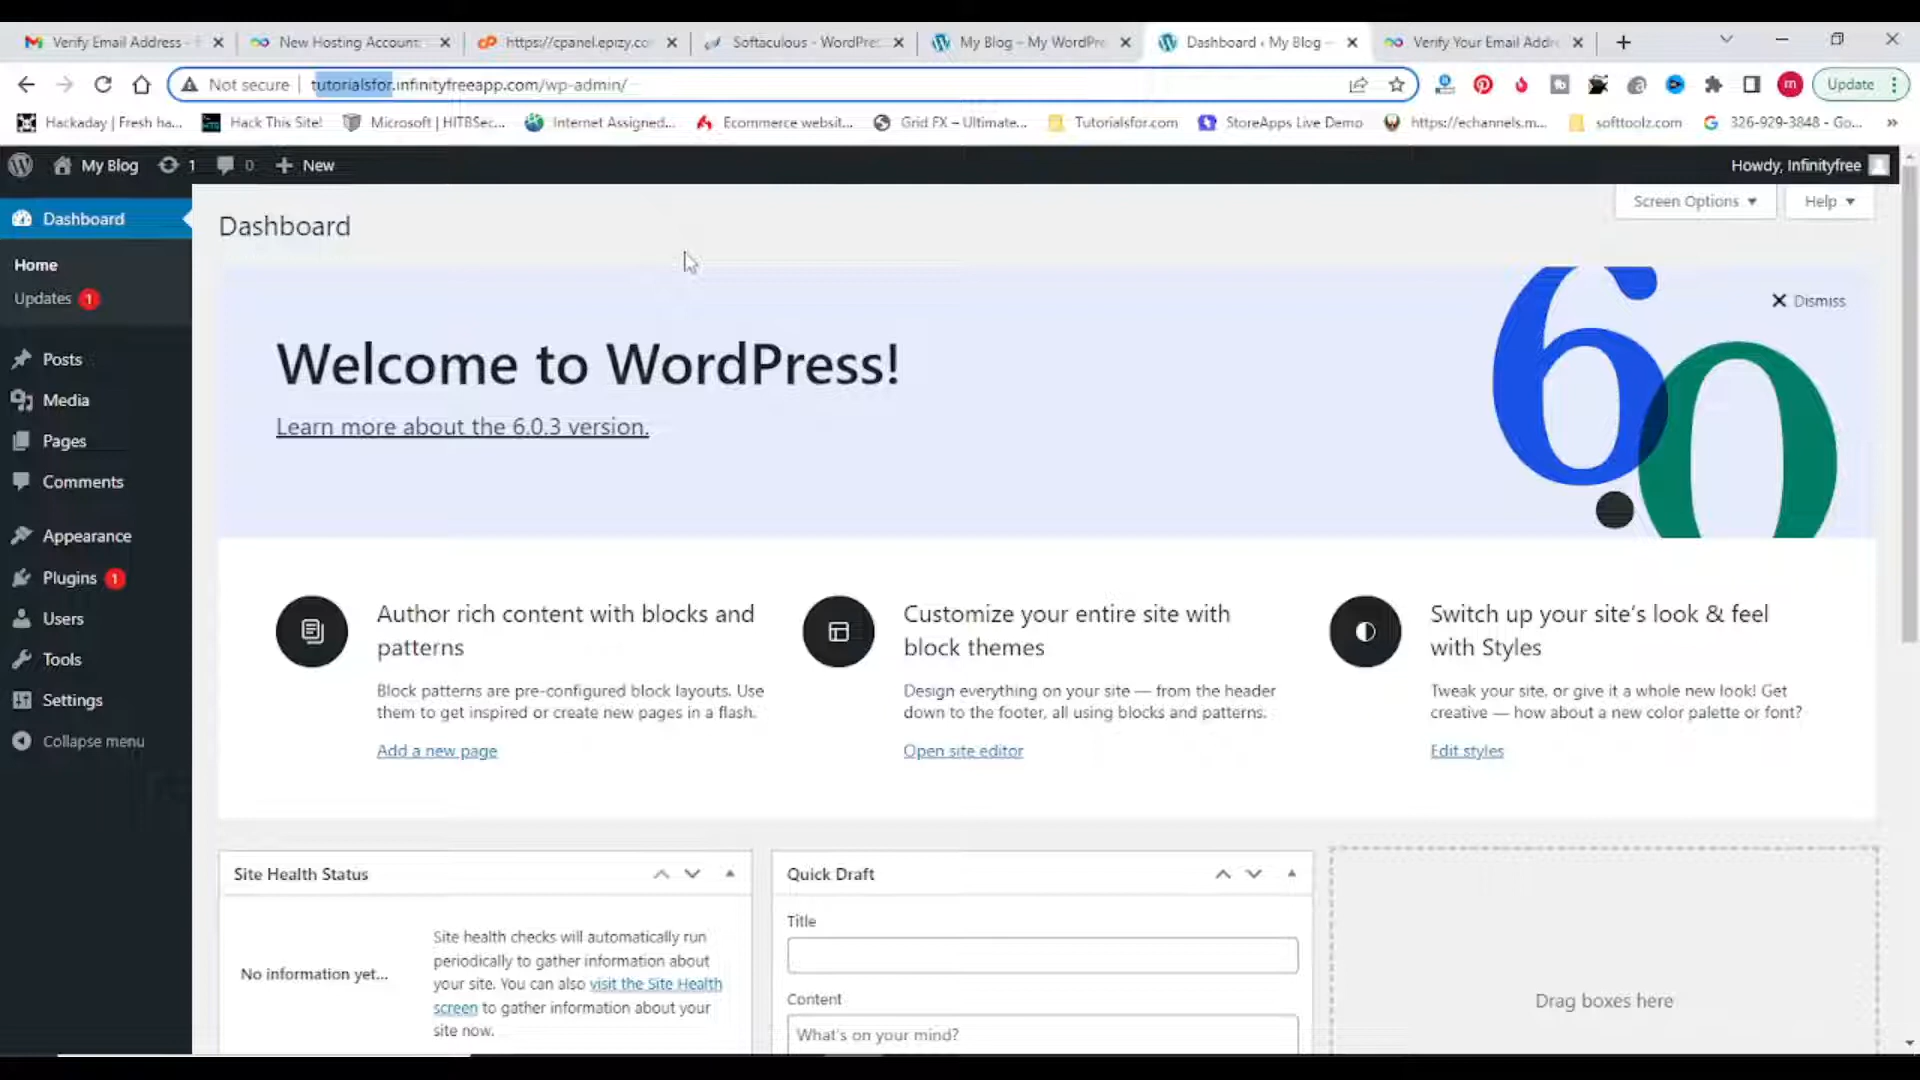 Verify Email Address -
New Hosting Account
https://cpanel.epizy.co
Softaculous - WordPres
My Blog – My WordPre
Dashboard ‹ My Blog —
Verify Your Email Addr
Not secure
tutorialsfor.infinityfreeapp.com/wp-admin/
Update
Hackaday | Fresh ha...
Hack This Site!
Microsoft | HITBSec...
Internet Assigned...
Ecommerce websit...
Grid FX – Ultimate...
Tutorialsfor.com
StoreApps Live Demo
https://echannels.m...
softtoolz.com
326-929-3848 - Go...
My Blog
1
0
New
Howdy, Infinityfree
Dashboard
Home
Updates 1
Posts
Media
Pages
Comments
Appearance
Plugins 1
Users
Tools
Settings
Collapse menu
Screen Options
Help
Dashboard
Dismiss
Welcome to WordPress!
Learn more about the 6.0.3 version.
6.0
Author rich content with blocks and
patterns
Block patterns are pre-configured block layouts. Use
them to get inspired or create new pages in a flash.
Add a new page
Customize your entire site with
block themes
Design everything on your site — from the header
down to the footer, all using blocks and patterns.
Open site editor
Switch up your site's look & feel
with Styles
Tweak your site, or give it a whole new look! Get
creative — how about a new color palette or font?
Edit styles
Site Health Status
No information yet...
Site health checks will automatically run
periodically to gather information about
your site. You can also visit the Site Health
screen to gather information about your
site now.
Quick Draft
Title
Content
What's on your mind?
Drag boxes here